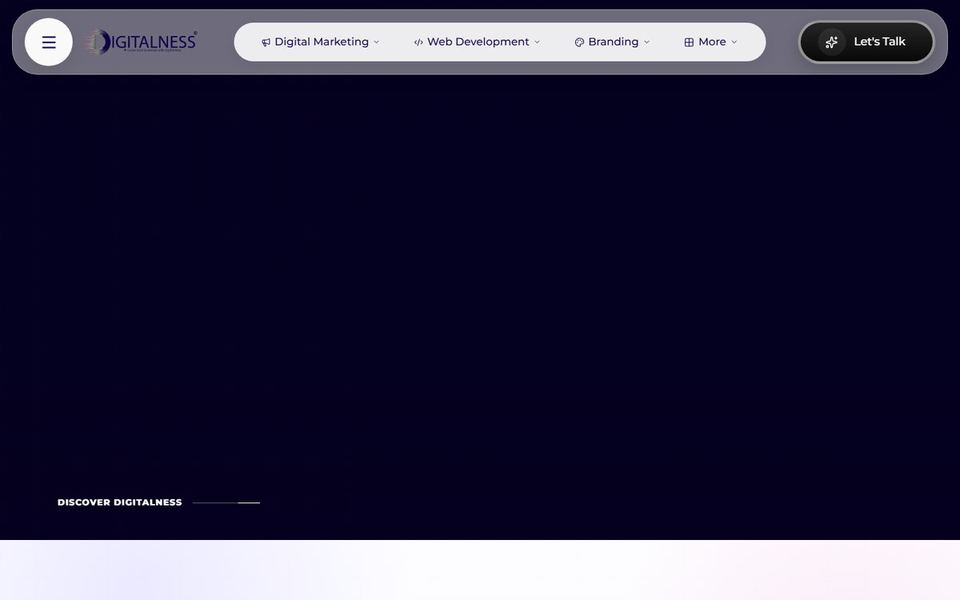 DIGITALNESS
Digital Marketing
Web Development
Branding
More
Let's Talk
DISCOVER DIGITALNESS